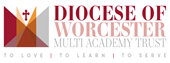 DIOCESE OF
WORCESTER
MULTI ACADEMY TRUST
TO LOVE | TO LEARN | TO SERVE